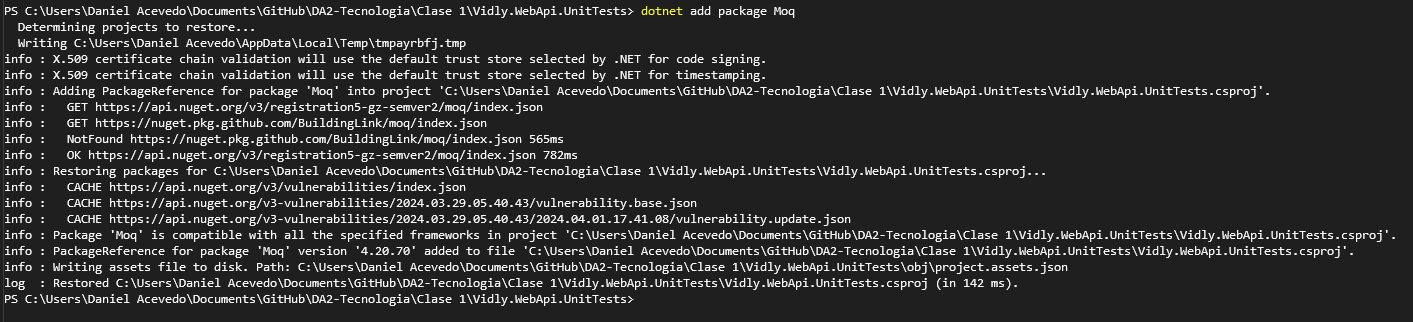 PS C:\Users\Daniel Acevedo\Documents\GitHub\DA2-Tecnologia\Clase 1\Vidly.WebApi.UnitTests> dotnet add package Moq
  Determining projects to restore...
  Writing C:\Users\Daniel Acevedo\AppData\Local\Temp\tmpayrbfj.tmp
info : X.509 certificate chain validation will use the default trust store selected by .NET for code signing.
info : X.509 certificate chain validation will use the default trust store selected by .NET for timestamping.
info : Adding PackageReference for package 'Moq' into project 'C:\Users\Daniel Acevedo\Documents\GitHub\DA2-Tecnologia\Clase 1\Vidly.WebApi.UnitTests\Vidly.WebApi.UnitTests.csproj'.
info :   GET https://api.nuget.org/v3/registration5-gz-semver2/moq/index.json
info :   GET https://nuget.pkg.github.com/BuildingLink/moq/index.json
info :   NotFound https://nuget.pkg.github.com/BuildingLink/moq/index.json 565ms
info :   OK https://api.nuget.org/v3/registration5-gz-semver2/moq/index.json 782ms
info : Restoring packages for C:\Users\Daniel Acevedo\Documents\GitHub\DA2-Tecnologia\Clase 1\Vidly.WebApi.UnitTests\Vidly.WebApi.UnitTests.csproj...
info :   CACHE https://api.nuget.org/v3/vulnerabilities/index.json
info :   CACHE https://api.nuget.org/v3-vulnerabilities/2024.03.29.05.40.43/vulnerability.base.json
info :   CACHE https://api.nuget.org/v3-vulnerabilities/2024.03.29.05.40.43/2024.04.01.17.41.08/vulnerability.update.json
info : Package 'Moq' is compatible with all the specified frameworks in project 'C:\Users\Daniel Acevedo\Documents\GitHub\DA2-Tecnologia\Clase 1\Vidly.WebApi.UnitTests\Vidly.WebApi.UnitTests.csproj'.
info : PackageReference for package 'Moq' version '4.20.70' added to file 'C:\Users\Daniel Acevedo\Documents\GitHub\DA2-Tecnologia\Clase 1\Vidly.WebApi.UnitTests\Vidly.WebApi.UnitTests.csproj'.
info : Writing assets file to disk. Path: C:\Users\Daniel Acevedo\Documents\GitHub\DA2-Tecnologia\Clase 1\Vidly.WebApi.UnitTests\obj\project.assets.json
log  : Restored C:\Users\Daniel Acevedo\Documents\GitHub\DA2-Tecnologia\Clase 1\Vidly.WebApi.UnitTests\Vidly.WebApi.UnitTests.csproj (in 142 ms).
PS C:\Users\Daniel Acevedo\Documents\GitHub\DA2-Tecnologia\Clase 1\Vidly.WebApi.UnitTests>